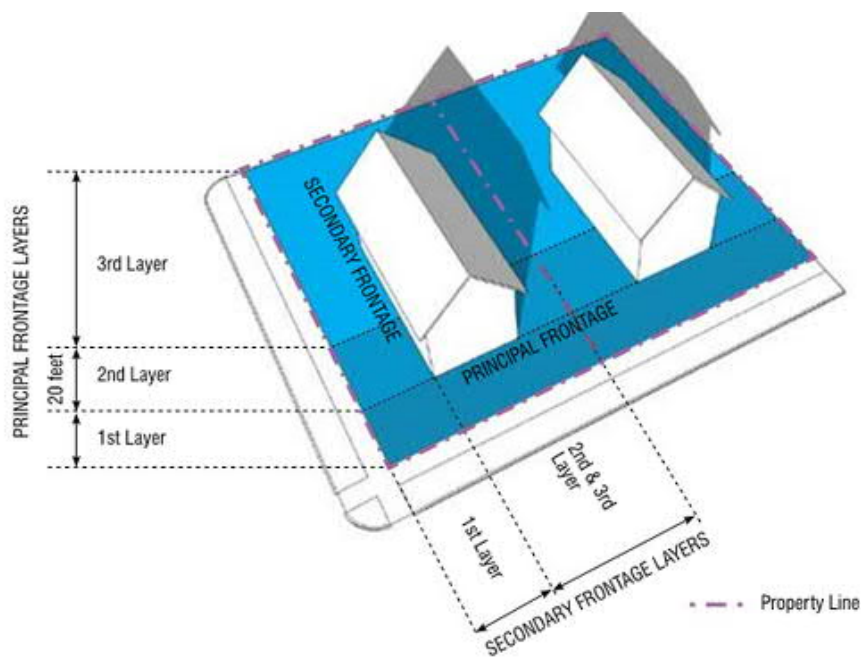 PRINCIPAL FRONTAGE LAYERS
3rd Layer
20 feet
2nd Layer
1st Layer
SECONDARY FRONTAGE
PRINCIPAL FRONTAGE
1st Layer
2nd & 3rd
Layer
SECONDARY FRONTAGE LAYERS
Property Line